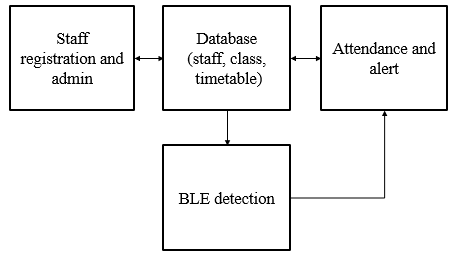 Staff
registration and
admin
Database
(staff, class,
timetable)
Attendance and
alert
BLE detection